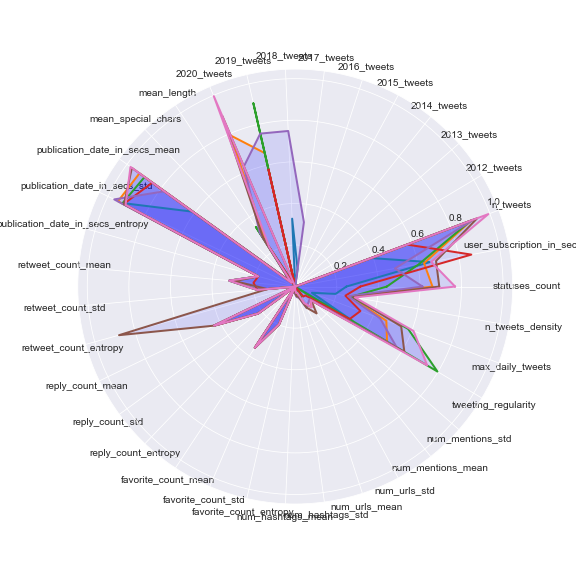 2018_tweets
2017_tweets
2019_tweets
2016_tweets
2020_tweets
2015_tweets
mean_length
2014_tweets
mean_special_chars
2013_tweets
publication_date_in_secs_mean
2012_tweets
publication_date_in_secs_std
1.0
n_tweets
0.8
publication_date_in_secs_entropy
0.6
user_subscription_in_sec
0.4
retweet_count_mean
0.2
statuses_count
retweet_count_std
n_tweets_density
retweet_count_entropy
max_daily_tweets
reply_count_mean
tweeting_regularity
reply_count_std
num_mentions_std
reply_count_entropy
num_mentions_mean
favorite_count_mean
num_urls_std
favorite_count_std
num_urls_mean
favorite_count_entropy
num_hashtags_std
num_hashtags_mean